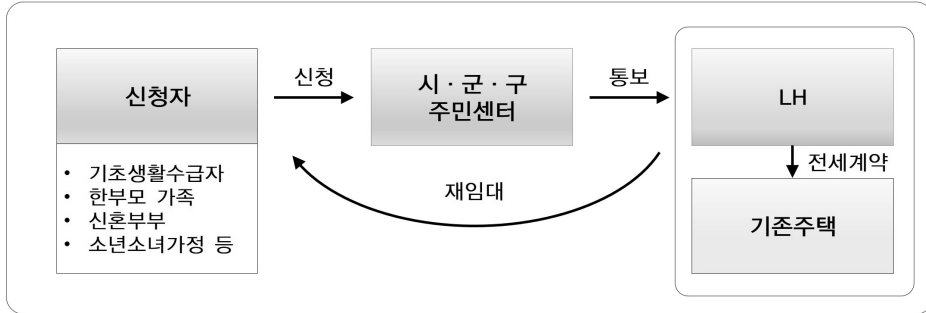 신청자
• 기초생활수급자
• 한부모 가족
• 신혼부부
• 소년소녀가정 등
신청
시 · 군 · 구
주민센터
통보
LH
전세계약
기존주택
재임대